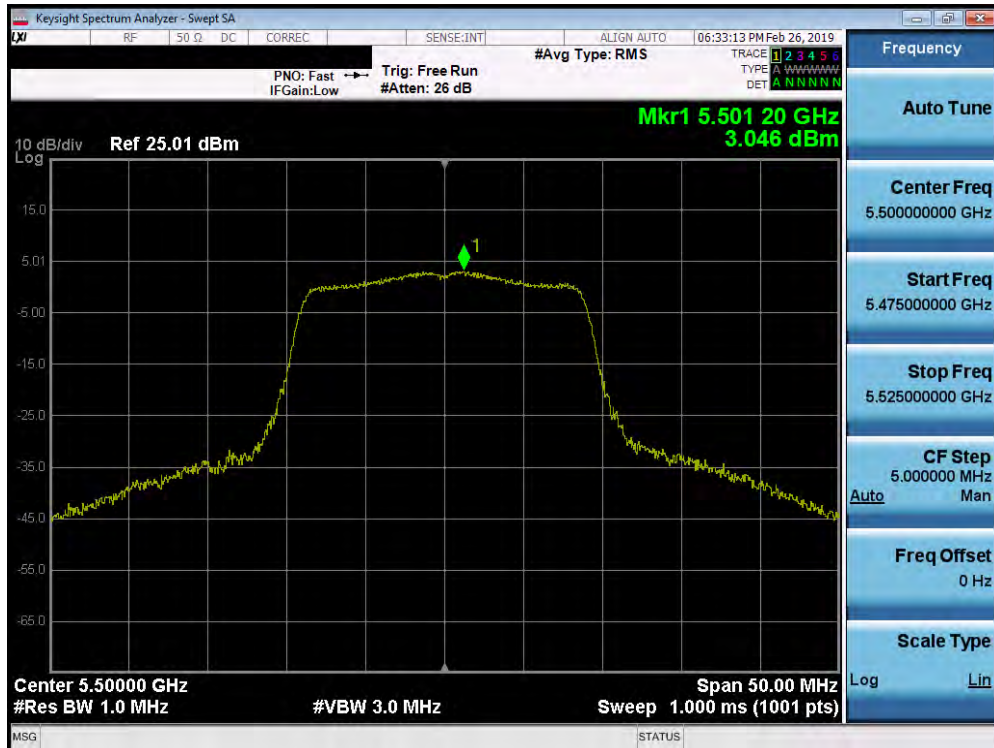 Keysight Spectrum Analyzer - Swept SA
LXI RF 50 Ω DC CORREC SENSE:INT ALIGN AUTO 06:33:13 PM Feb 26, 2019
#Avg Type: RMS TRACE 1 2 3 4 5 6
PNO: Fast Trig: Free Run TYPE A WWWWW
IFGain:Low #Atten: 26 dB DET A N N N N N
Mkr1 5.501 20 GHz
3.046 dBm
10 dB/div Ref 25.01 dBm
Log
15.0
1
5.01
-5.00
-15.0
-25.0
-35.0
-45.0
-55.0
-65.0
Center 5.50000 GHz Span 50.00 MHz
#Res BW 1.0 MHz #VBW 3.0 MHz Sweep 1.000 ms (1001 pts)
MSG STATUS
Frequency
Auto Tune
Center Freq
5.500000000 GHz
Start Freq
5.475000000 GHz
Stop Freq
5.525000000 GHz
CF Step
5.000000 MHz
Auto Man
Freq Offset
0 Hz
Scale Type
Log Lin